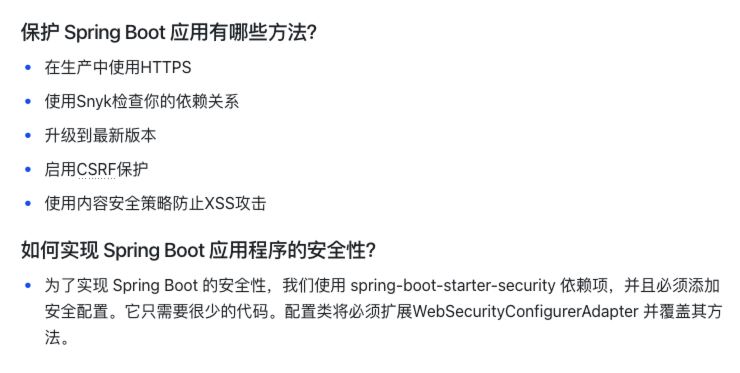 保护 Spring Boot 应用有哪些方法?
• 在生产中使用HTTPS
• 使用Snyk检查你的依赖关系
• 升级到最新版本
• 启用CSRF保护
• 使用内容安全策略防止XSS攻击
如何实现 Spring Boot 应用程序的安全性?
• 为了实现 Spring Boot 的安全性，我们使用 spring-boot-starter-security 依赖项，并且必须添加
安全配置。它只需要很少的代码。配置类将必须扩展WebSecurityConfigurerAdapter 并覆盖其方
法。